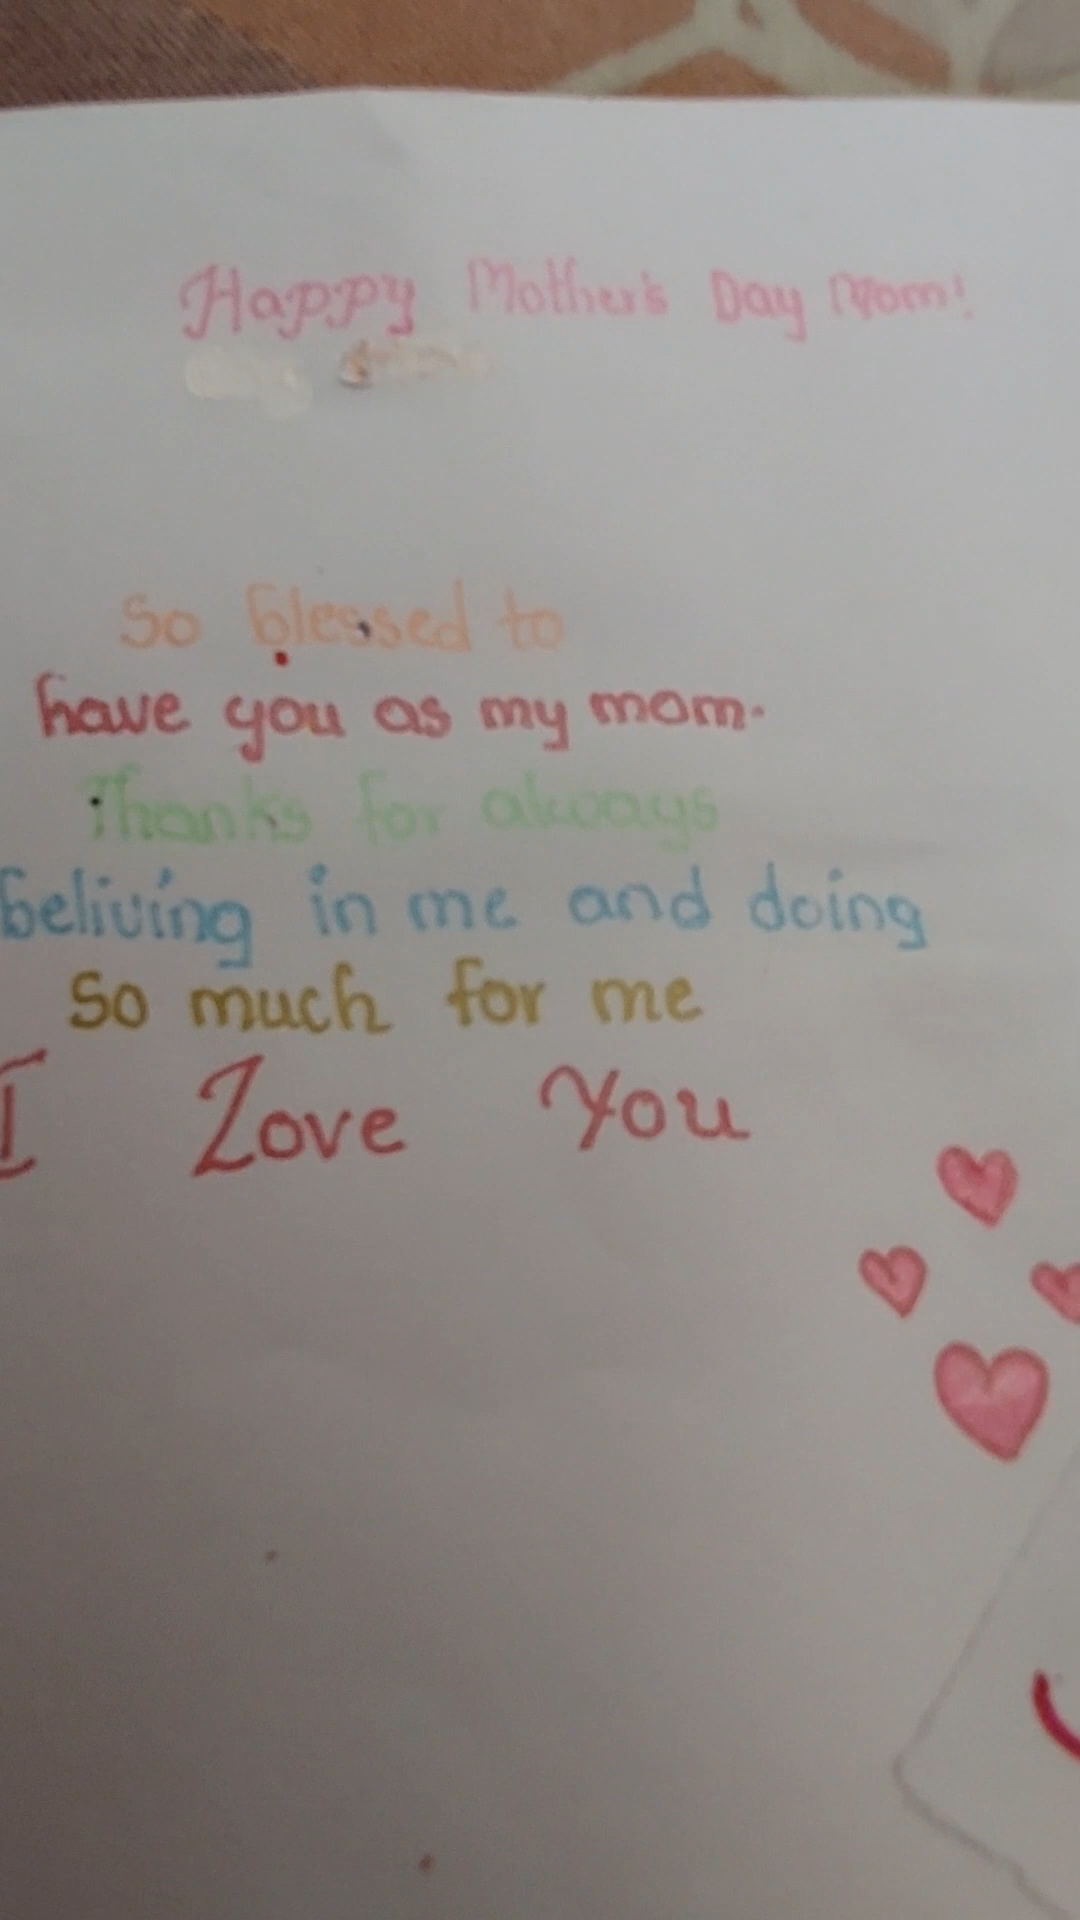 Happy Mother's Day Mom!
So blessed to
have you as my mom.
Thanks for always
beliving in me and doing
so much for me
I Love You